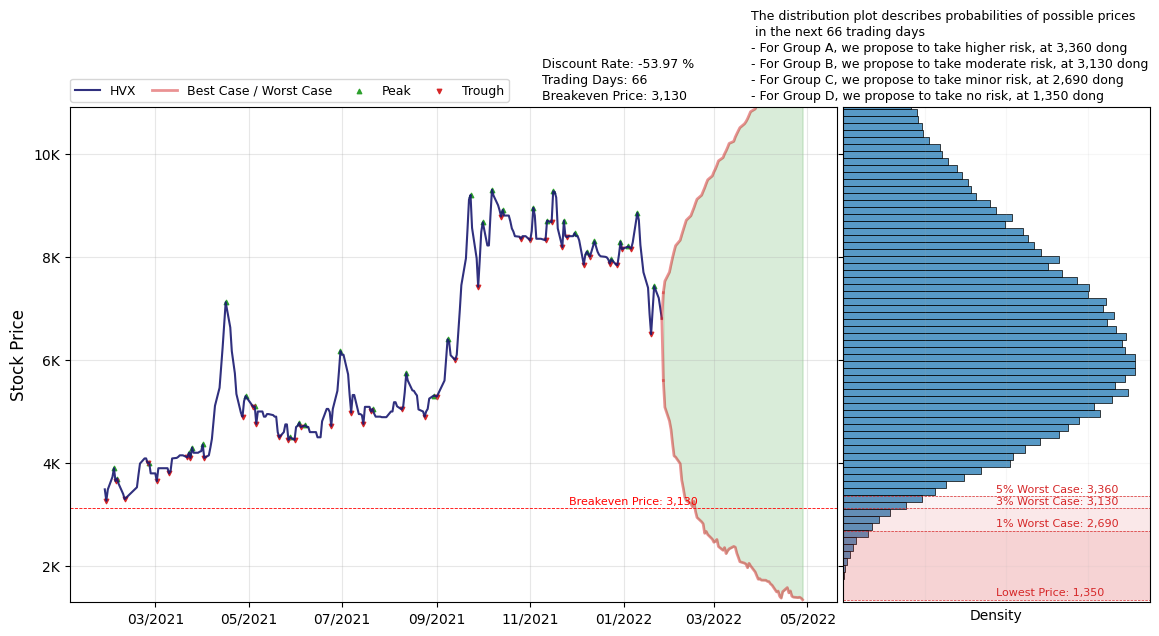 The distribution plot describes probabilities of possible prices
in the next 66 trading days
- For Group A, we propose to take higher risk, at 3,360 dong
- For Group B, we propose to take moderate risk, at 3,130 dong
- For Group C, we propose to take minor risk, at 2,690 dong
- For Group D, we propose to take no risk, at 1,350 dong
Discount Rate: -53.97 %
Trading Days: 66
Breakeven Price: 3,130
HVX
Best Case / Worst Case
Peak
Trough
Stock Price
10K
8K
6K
4K
2K
Breakeven Price: 3,130
03/2021
05/2021
07/2021
09/2021
11/2021
01/2022
03/2022
05/2022
5% Worst Case: 3,360
3% Worst Case: 3,130
1% Worst Case: 2,690
Lowest Price: 1,350
Density